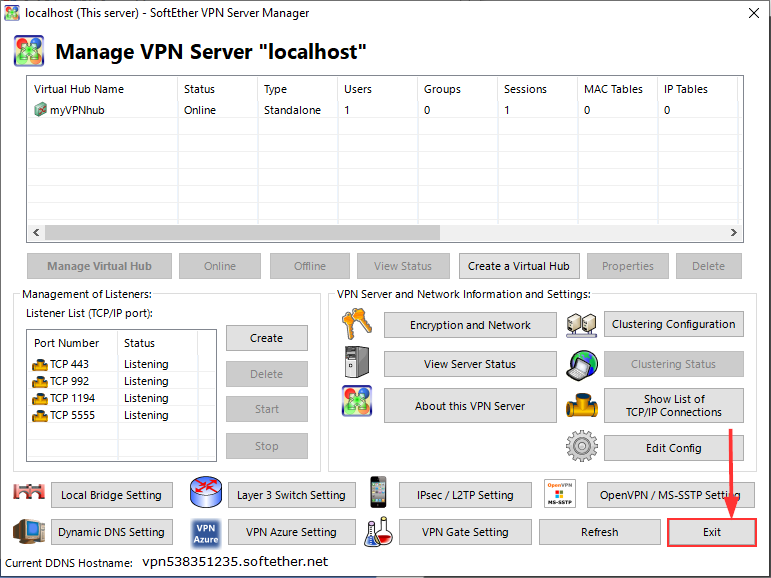 localhost (This server) - SoftEther VPN Server Manager
Manage VPN Server "localhost"
Virtual Hub Name Status Type Users Groups Sessions MAC Tables IP Tables
myVPNhub Online Standalone 1 0 1 0 0
Manage Virtual Hub Online Offline View Status Create a Virtual Hub Properties Delete
Management of Listeners:
Listener List (TCP/IP port):
Port Number Status
TCP 443 Listening
TCP 992 Listening
TCP 1194 Listening
TCP 5555 Listening
Create
Delete
Start
Stop
VPN Server and Network Information and Settings:
Encryption and Network Clustering Configuration
View Server Status Clustering Status
About this VPN Server Show List of
TCP/IP Connections
Edit Config
Local Bridge Setting Layer 3 Switch Setting IPsec / L2TP Setting OpenVPN MS-SSTP OpenVPN / MS-SSTP Setting
Dynamic DNS Setting VPN Azure VPN Azure Setting VPN Gate Setting Refresh Exit
Current DDNS Hostname: vpn538351235.softether.net